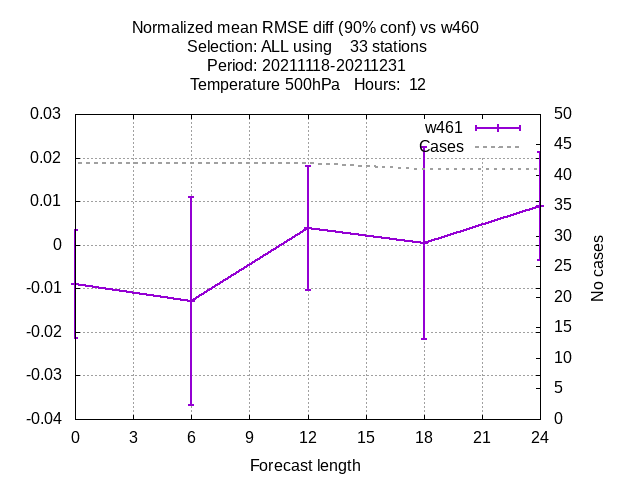 Normalized mean RMSE diff (90% conf) vs w460
Selection: ALL using 33 stations
Period: 20211118-20211231
Temperature 500hPa Hours: 12
w461
Cases
0.03
0.02
0.01
0
-0.01
-0.02
-0.03
-0.04
50
45
40
35
30
25
20
15
10
5
0
No cases
0 3 6 9 12 15 18 21 24
Forecast length